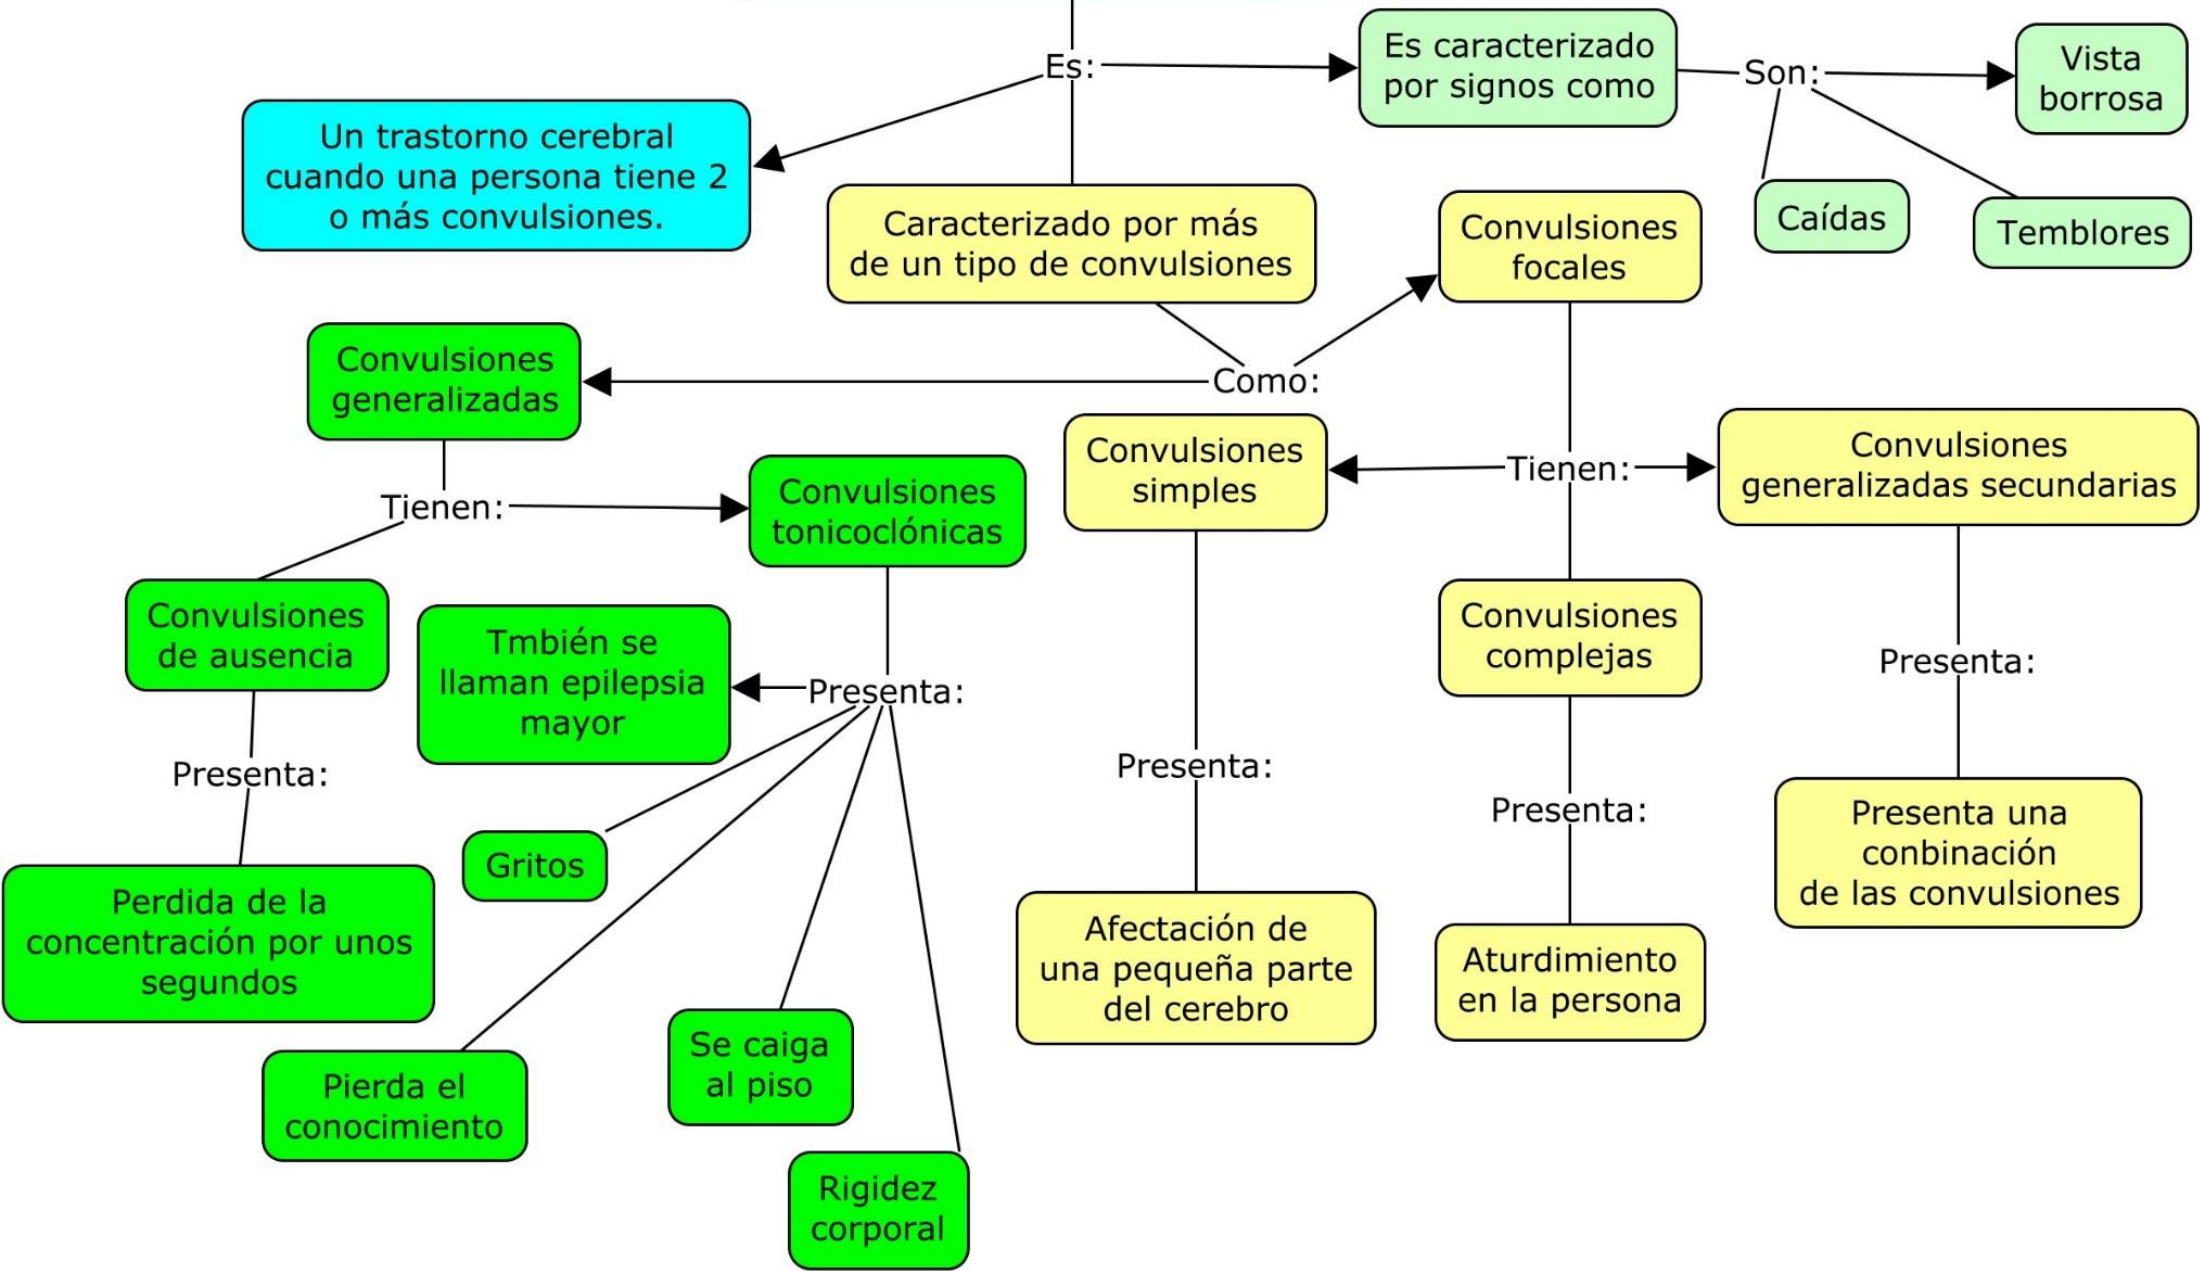 Es:
Es caracterizado
por signos como
Son:
Vista
borrosa
Un trastorno cerebral
cuando una persona tiene 2
o más convulsiones.
Caracterizado por más
de un tipo de convulsiones
Convulsiones
focales
Caídas
Temblores
Convulsiones
generalizadas
Como:
Tienen:
Convulsiones
tonicoclónicas
Convulsiones
simples
Tienen:
Convulsiones
generalizadas secundarias
Convulsiones
de ausencia
Tmbién se
llaman epilepsia
mayor
Presenta:
Convulsiones
complejas
Presenta:
Presenta:
Presenta:
Presenta:
Gritos
Presenta una
conbinación
de las convulsiones
Perdida de la
concentración por unos
segundos
Afectación de
una pequeña parte
del cerebro
Aturdimiento
en la persona
Pierda el
conocimiento
Se caiga
al piso
Rigidez
corporal